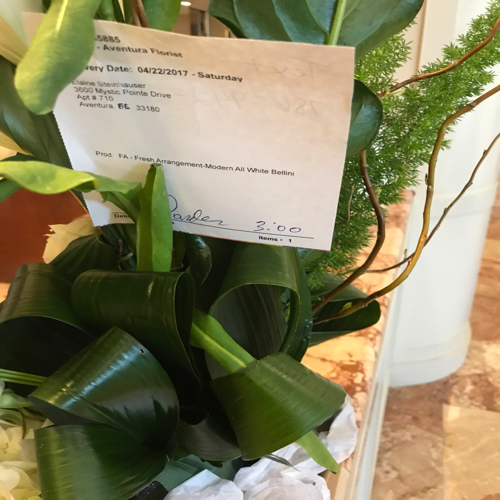 5885
- Aventura Florist
very Date: 04/22/2017 - Saturday
Elaine Steinhauser
3600 Mystic Pointe Drive
Apt # 710
Aventura, FL 33180
Prod: FA - Fresh Arrangement-Modern All White Bellini
3:00
Items - 1